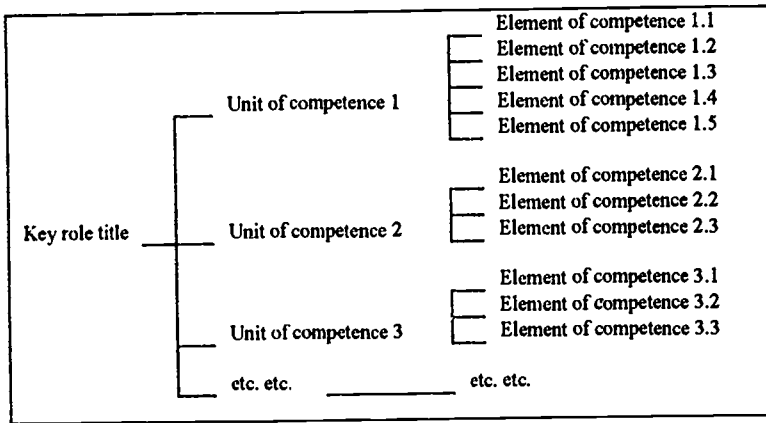 Element of competence 1.1
Element of competence 1.2
Element of competence 1.3
Unit of competence 1
Element of competence 1.4
Element of competence 1.5
Element of competence 2.1
Element of competence 2.2
Key role title
Unit of competence 2
Element of competence 2.3
Element of competence 3.1
Element of competence 3.2
Unit of competence 3
Element of competence 3.3
etc. etc.
etc. etc.